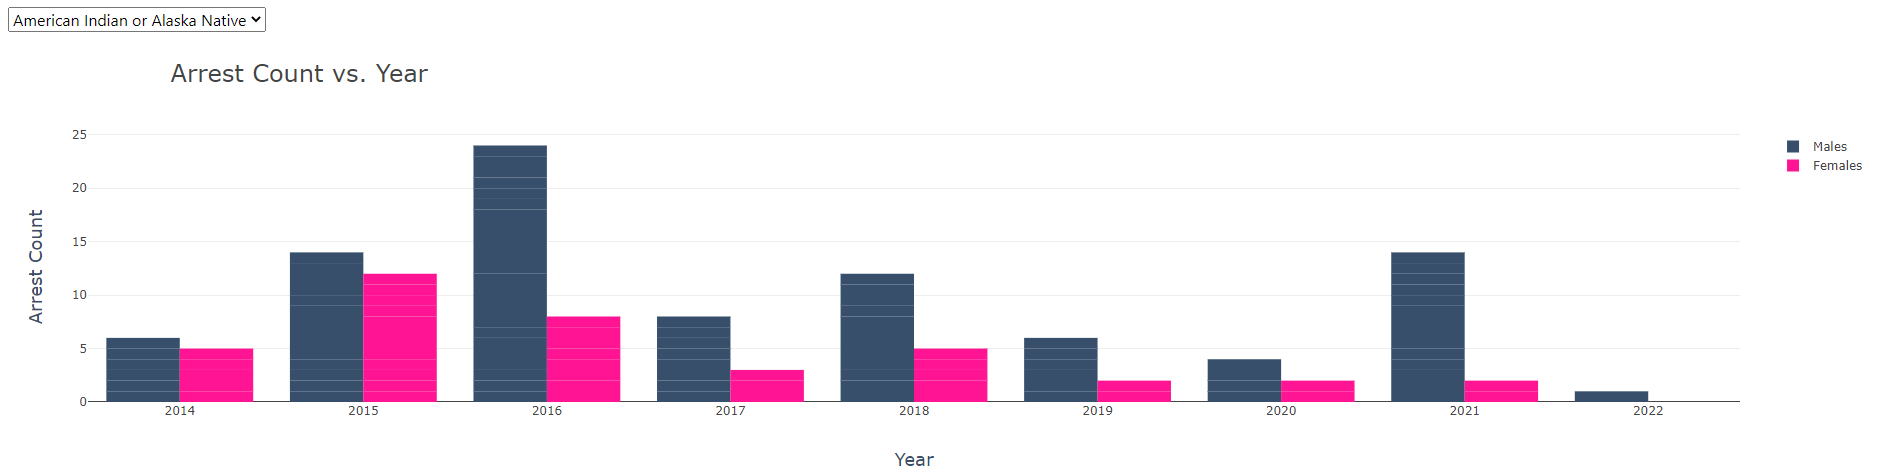 American Indian or Alaska Native
Arrest Count vs. Year
25
20
15
10
5
0
Arrest Count
2014 2015 2016 2017 2018 2019 2020 2021 2022
Year
Males
Females